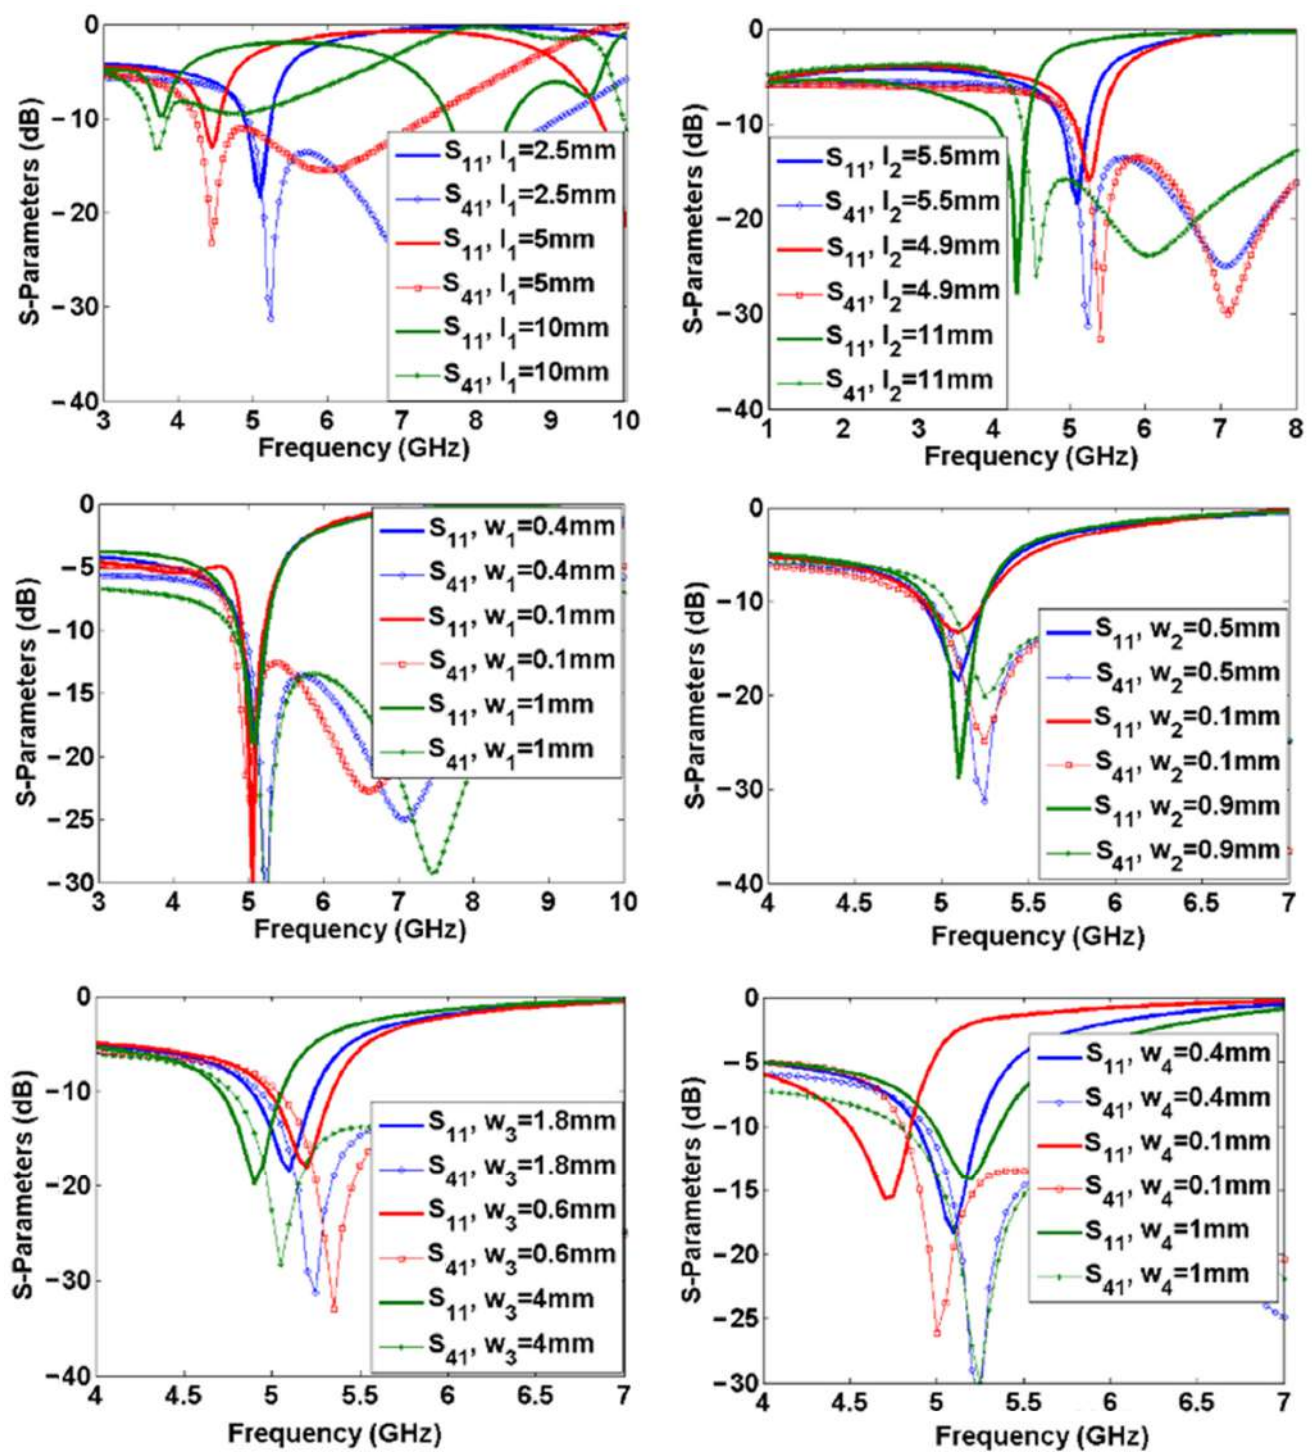 0
−10
−20
−30
−40
S-Parameters (dB)
S11, l1=2.5mm
S41, l1=2.5mm
S11, l1=5mm
S41, l1=5mm
S11, l1=10mm
S41, l1=10mm
3 4 5 6 7 8 9 10
Frequency (GHz)
0
−10
−20
−30
−40
S-Parameters (dB)
S11, l2=5.5mm
S41, l2=5.5mm
S11, l2=4.9mm
S41, l2=4.9mm
S11, l2=11mm
S41, l2=11mm
1 2 3 4 5 6 7 8
Frequency (GHz)
0
−5
−10
−15
−20
−25
−30
S-Parameters (dB)
S11, w1=0.4mm
S41, w1=0.4mm
S11, w1=0.1mm
S41, w1=0.1mm
S11, w1=1mm
S41, w1=1mm
3 4 5 6 7 8 9 10
Frequency (GHz)
0
−10
−20
−30
−40
S-Parameters (dB)
S11, w2=0.5mm
S41, w2=0.5mm
S11, w2=0.1mm
S41, w2=0.1mm
S11, w2=0.9mm
S41, w2=0.9mm
4 4.5 5 5.5 6 6.5 7
Frequency (GHz)
0
−10
−20
−30
−40
S-Parameters (dB)
S11, w3=1.8mm
S41, w3=1.8mm
S11, w3=0.6mm
S41, w3=0.6mm
S11, w3=4mm
S41, w3=4mm
4 4.5 5 5.5 6 6.5 7
Frequency (GHz)
0
−5
−10
−15
−20
−25
−30
S-Parameters (dB)
S11, w4=0.4mm
S41, w4=0.4mm
S11, w4=0.1mm
S41, w4=0.1mm
S11, w4=1mm
S41, w4=1mm
4 4.5 5 5.5 6 6.5 7
Frequency (GHz)